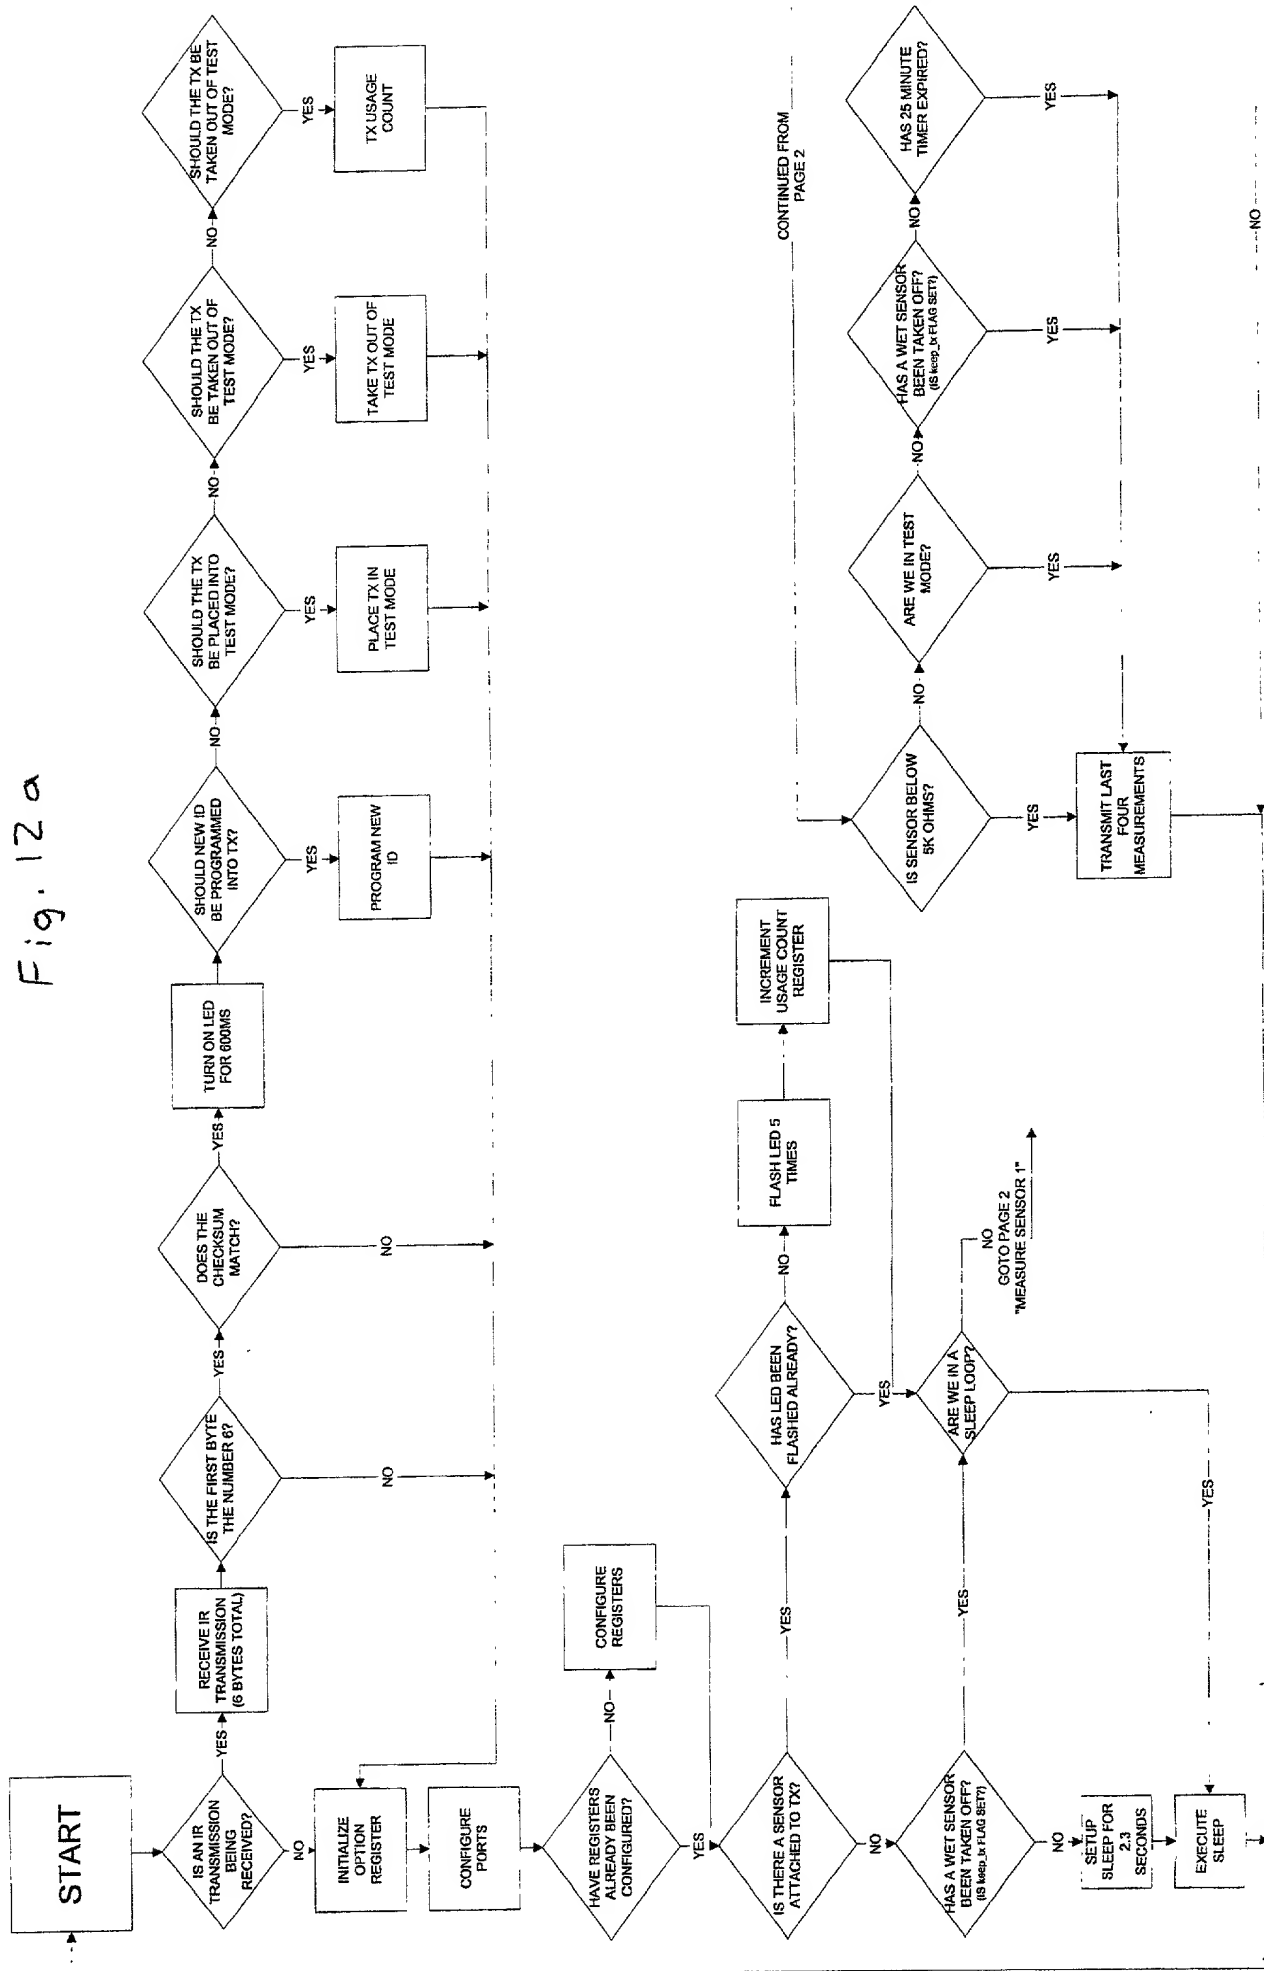 Fig. 12 a
START
IS AN IR
TRANSMISSION
BEING
RECEIVED?
YES
RECEIVE IR
TRANSMISSION
(6 BYTES TOTAL)
IS THE FIRST BYTE
THE NUMBER 6?
YES
DOES THE
CHECKSUM
MATCH?
YES
TURN ON LED
FOR 600MS
SHOULD NEW ID
BE PROGRAMMED
INTO TX?
NO
SHOULD THE TX
BE PLACED INTO
TEST MODE?
NO
SHOULD THE TX
BE TAKEN OUT OF
TEST MODE?
NO
SHOULD THE TX BE
TAKEN OUT OF TEST
MODE?
NO
NO
NO
YES
YES
YES
YES
INITIALIZE
OPTION
REGISTER
PROGRAM NEW
ID
PLACE TX IN
TEST MODE
TAKE TX OUT OF
TEST MODE
TX USAGE
COUNT
CONFIGURE
PORTS
HAVE REGISTERS
ALREADY BEEN
CONFIGURED?
NO
CONFIGURE
REGISTERS
YES
IS THERE A SENSOR
ATTACHED TO TX?
YES
HAS LED BEEN
FLASHED ALREADY?
NO
FLASH LED 5
TIMES
INCREMENT
USAGE COUNT
REGISTER
NO
YES
HAS A WET SENSOR
BEEN TAKEN OFF?
(IS keep_tx FLAG SET?)
YES
ARE WE IN A
SLEEP LOOP?
NO
GOTO PAGE 2
"MEASURE SENSOR 1"
NO
YES
SETUP
SLEEP FOR
2.3
SECONDS
EXECUTE
SLEEP
CONTINUED FROM
PAGE 2
IS SENSOR BELOW
5K OHMS?
NO
ARE WE IN TEST
MODE?
NO
HAS A WET SENSOR
BEEN TAKEN OFF?
(IS keep_tx FLAG SET?)
NO
HAS 25 MINUTE
TIMER EXPIRED?
YES
YES
YES
YES
TRANSMIT LAST
FOUR
MEASUREMENTS
NO